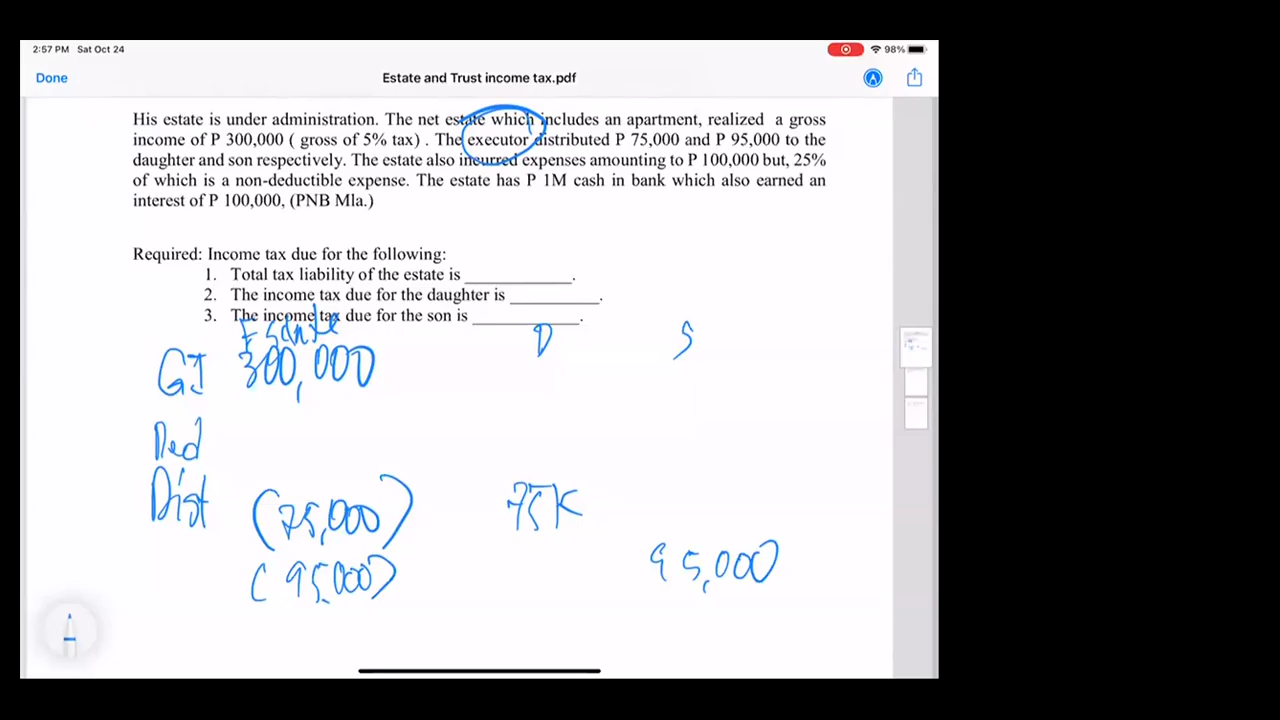 2:57 PM Sat Oct 24
98%
Done
Estate and Trust income tax.pdf
His estate is under administration. The net estate which includes an apartment, realized a gross
income of P 300,000 ( gross of 5% tax) . The executor distributed P 75,000 and P 95,000 to the
daughter and son respectively. The estate also incurred expenses amounting to P 100,000 but, 25%
of which is a non-deductible expense. The estate has P 1M cash in bank which also earned an
interest of P 100,000, (PNB Mla.)
Required: Income tax due for the following:
1. Total tax liability of the estate is ____________.
2. The income tax due for the daughter is __________.
3. The income tax due for the son is ____________.
Estate D S
GI 300,000
Ded
Dist (75,000) 75K
(95,000) 95,000